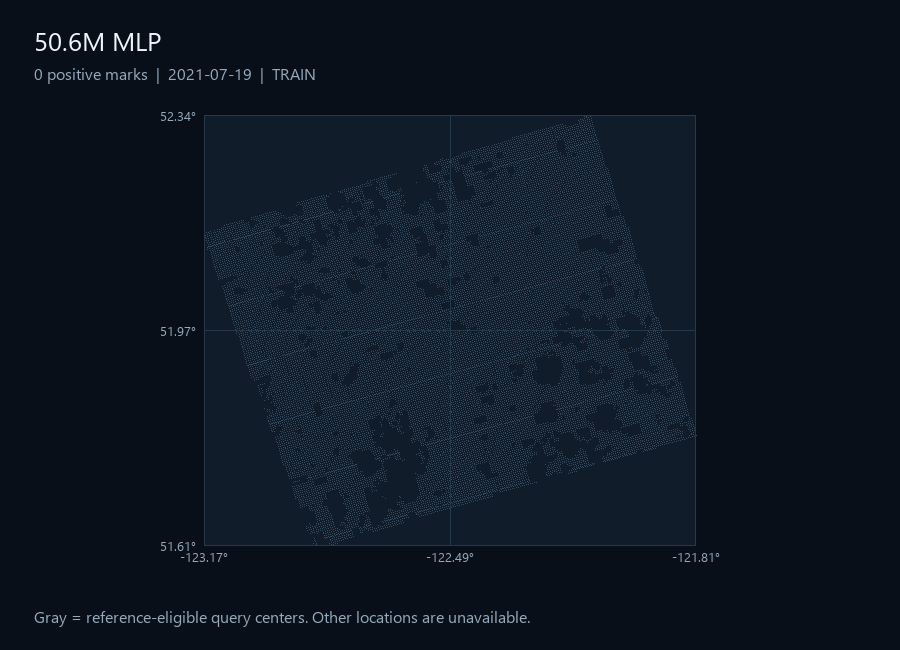 50.6M MLP
0 positive marks | 2021-07-19 | TRAIN
52.34°
51.97°
51.61°
-123.17° -122.49° -121.81°
Gray = reference-eligible query centers. Other locations are unavailable.